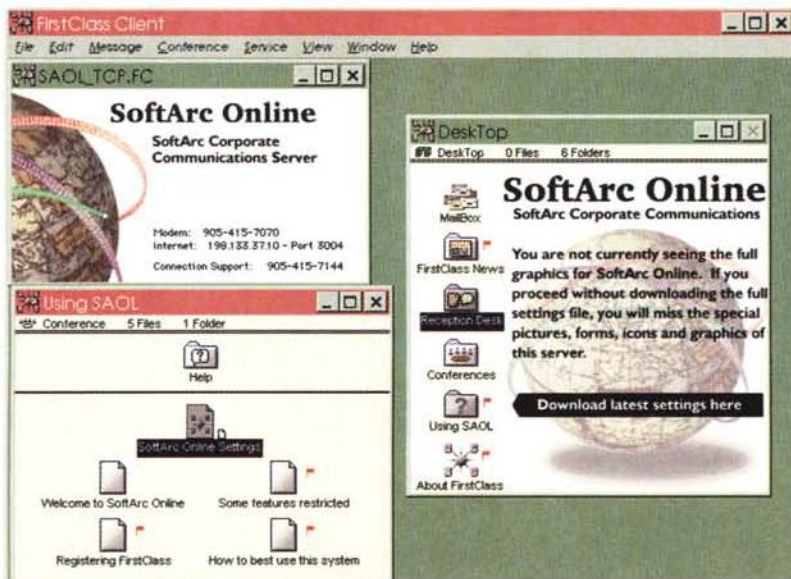 FirstClass Client
File Edit Message Conference Service View Window Help
SAOL_TCP.FC
SoftArc Online
SoftArc Corporate
Communications Server
Modem: 905-415-7070
Internet: 198.133.37.10 - Port 3004
Connection Support: 905-415-7144
Using SAOL
Conference 5 Files 1 Folder
Help
SoftArc Online Settings
Welcome to SoftArc Online
Some features restricted
Registering FirstClass
How to best use this system
DeskTop
DeskTop 0 Files 6 Folders
MailBox
FirstClass News
Reception Desk
Conferences
Using SAOL
About FirstClass
SoftArc Online
SoftArc Corporate Communications
You are not currently seeing the full
graphics for SoftArc Online. If you
proceed without downloading the full
settings file, you will miss the special
pictures, forms, icons and graphics of
this server.
Download latest settings here